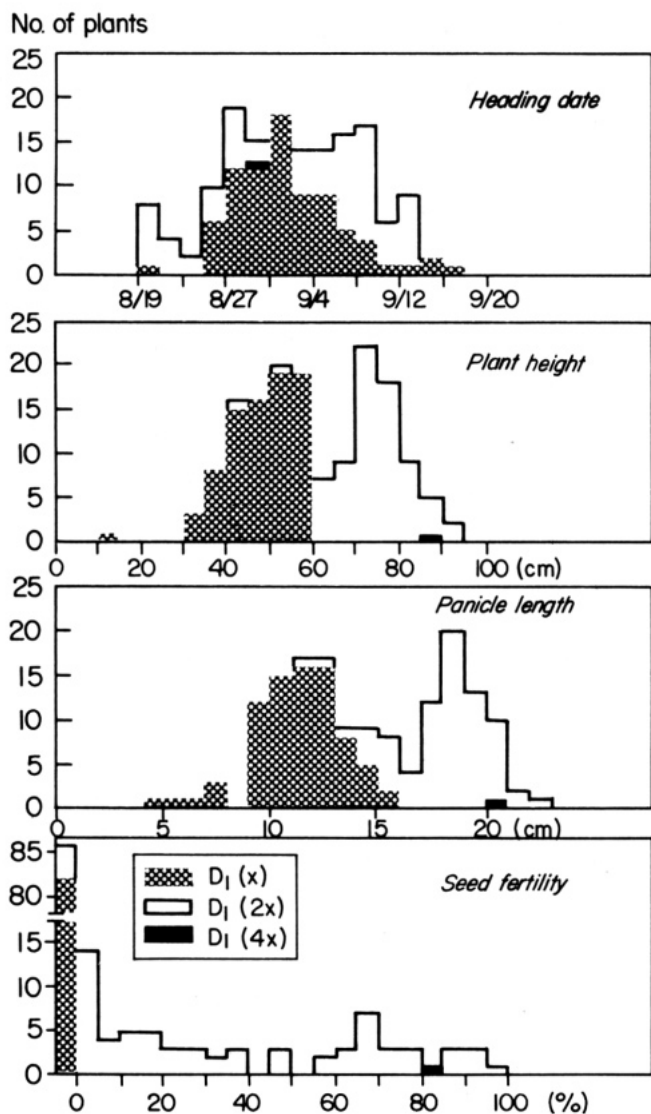 No. of plants
25
20
15
10
5
0
Heading date
8/19 8/27 9/4 9/12 9/20
25
20
15
10
5
0
Plant height
0 20 40 60 80 100 (cm)
25
20
15
10
5
0
Panicle length
0 5 10 15 20 (cm)
85
80
15
10
5
0
Seed fertility
D1 (x)
D1 (2x)
D1 (4x)
0 20 40 60 80 100 (%)